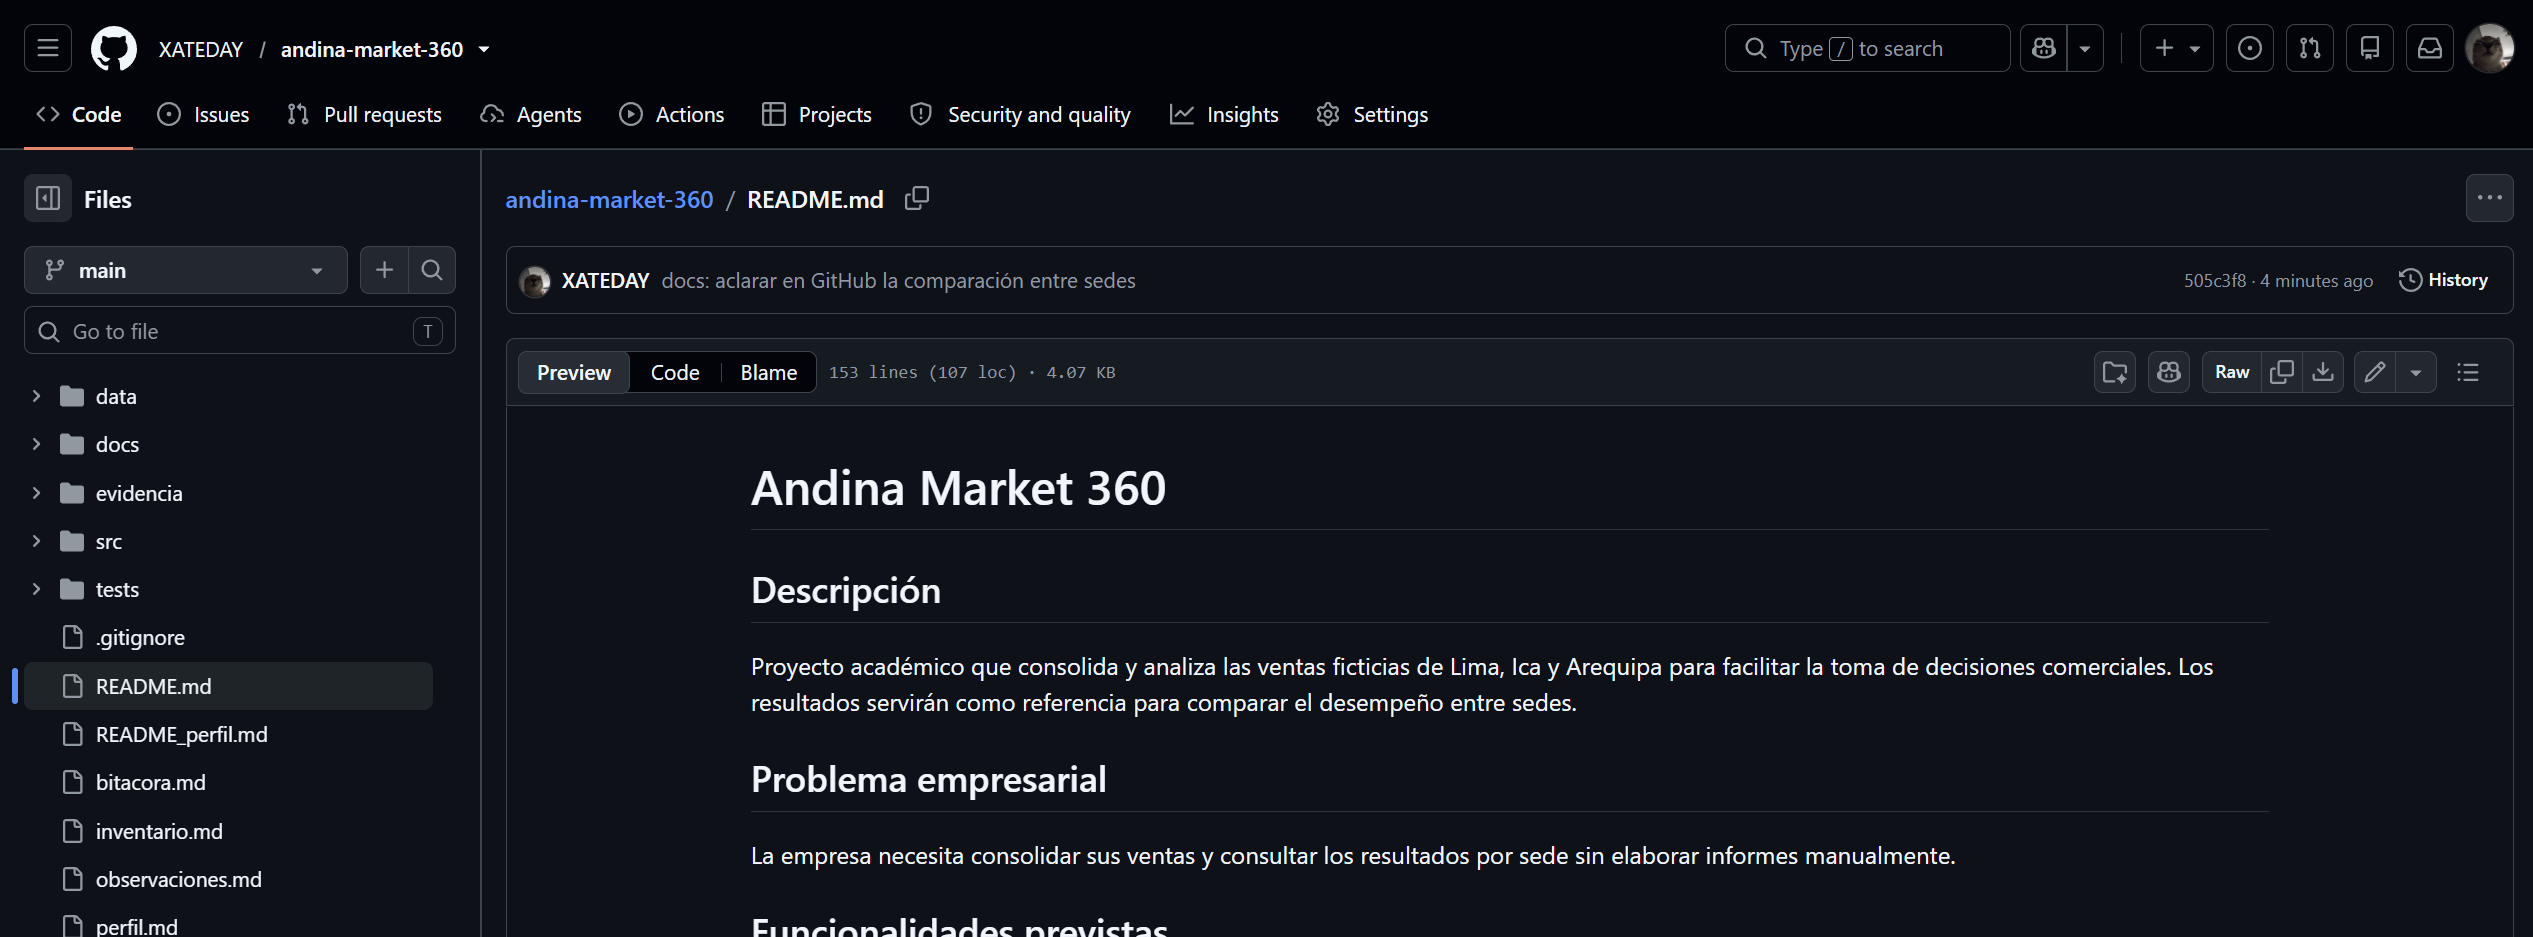 XATEDAY / andina-market-360
Type / to search
Code Issues Pull requests Agents Actions Projects Security and quality Insights Settings
Files
main
Go to file T
data
docs
evidencia
src
tests
.gitignore
README.md
README_perfil.md
bitacora.md
inventario.md
observaciones.md
perfil.md
andina-market-360 / README.md
XATEDAY docs: aclarar en GitHub la comparación entre sedes 505c3f8 · 4 minutes ago History
Preview Code Blame 153 lines (107 loc) · 4.07 KB Raw
Andina Market 360
Descripción
Proyecto académico que consolida y analiza las ventas ficticias de Lima, Ica y Arequipa para facilitar la toma de decisiones comerciales. Los
resultados servirán como referencia para comparar el desempeño entre sedes.
Problema empresarial
La empresa necesita consolidar sus ventas y consultar los resultados por sede sin elaborar informes manualmente.
Funcionalidades previstas